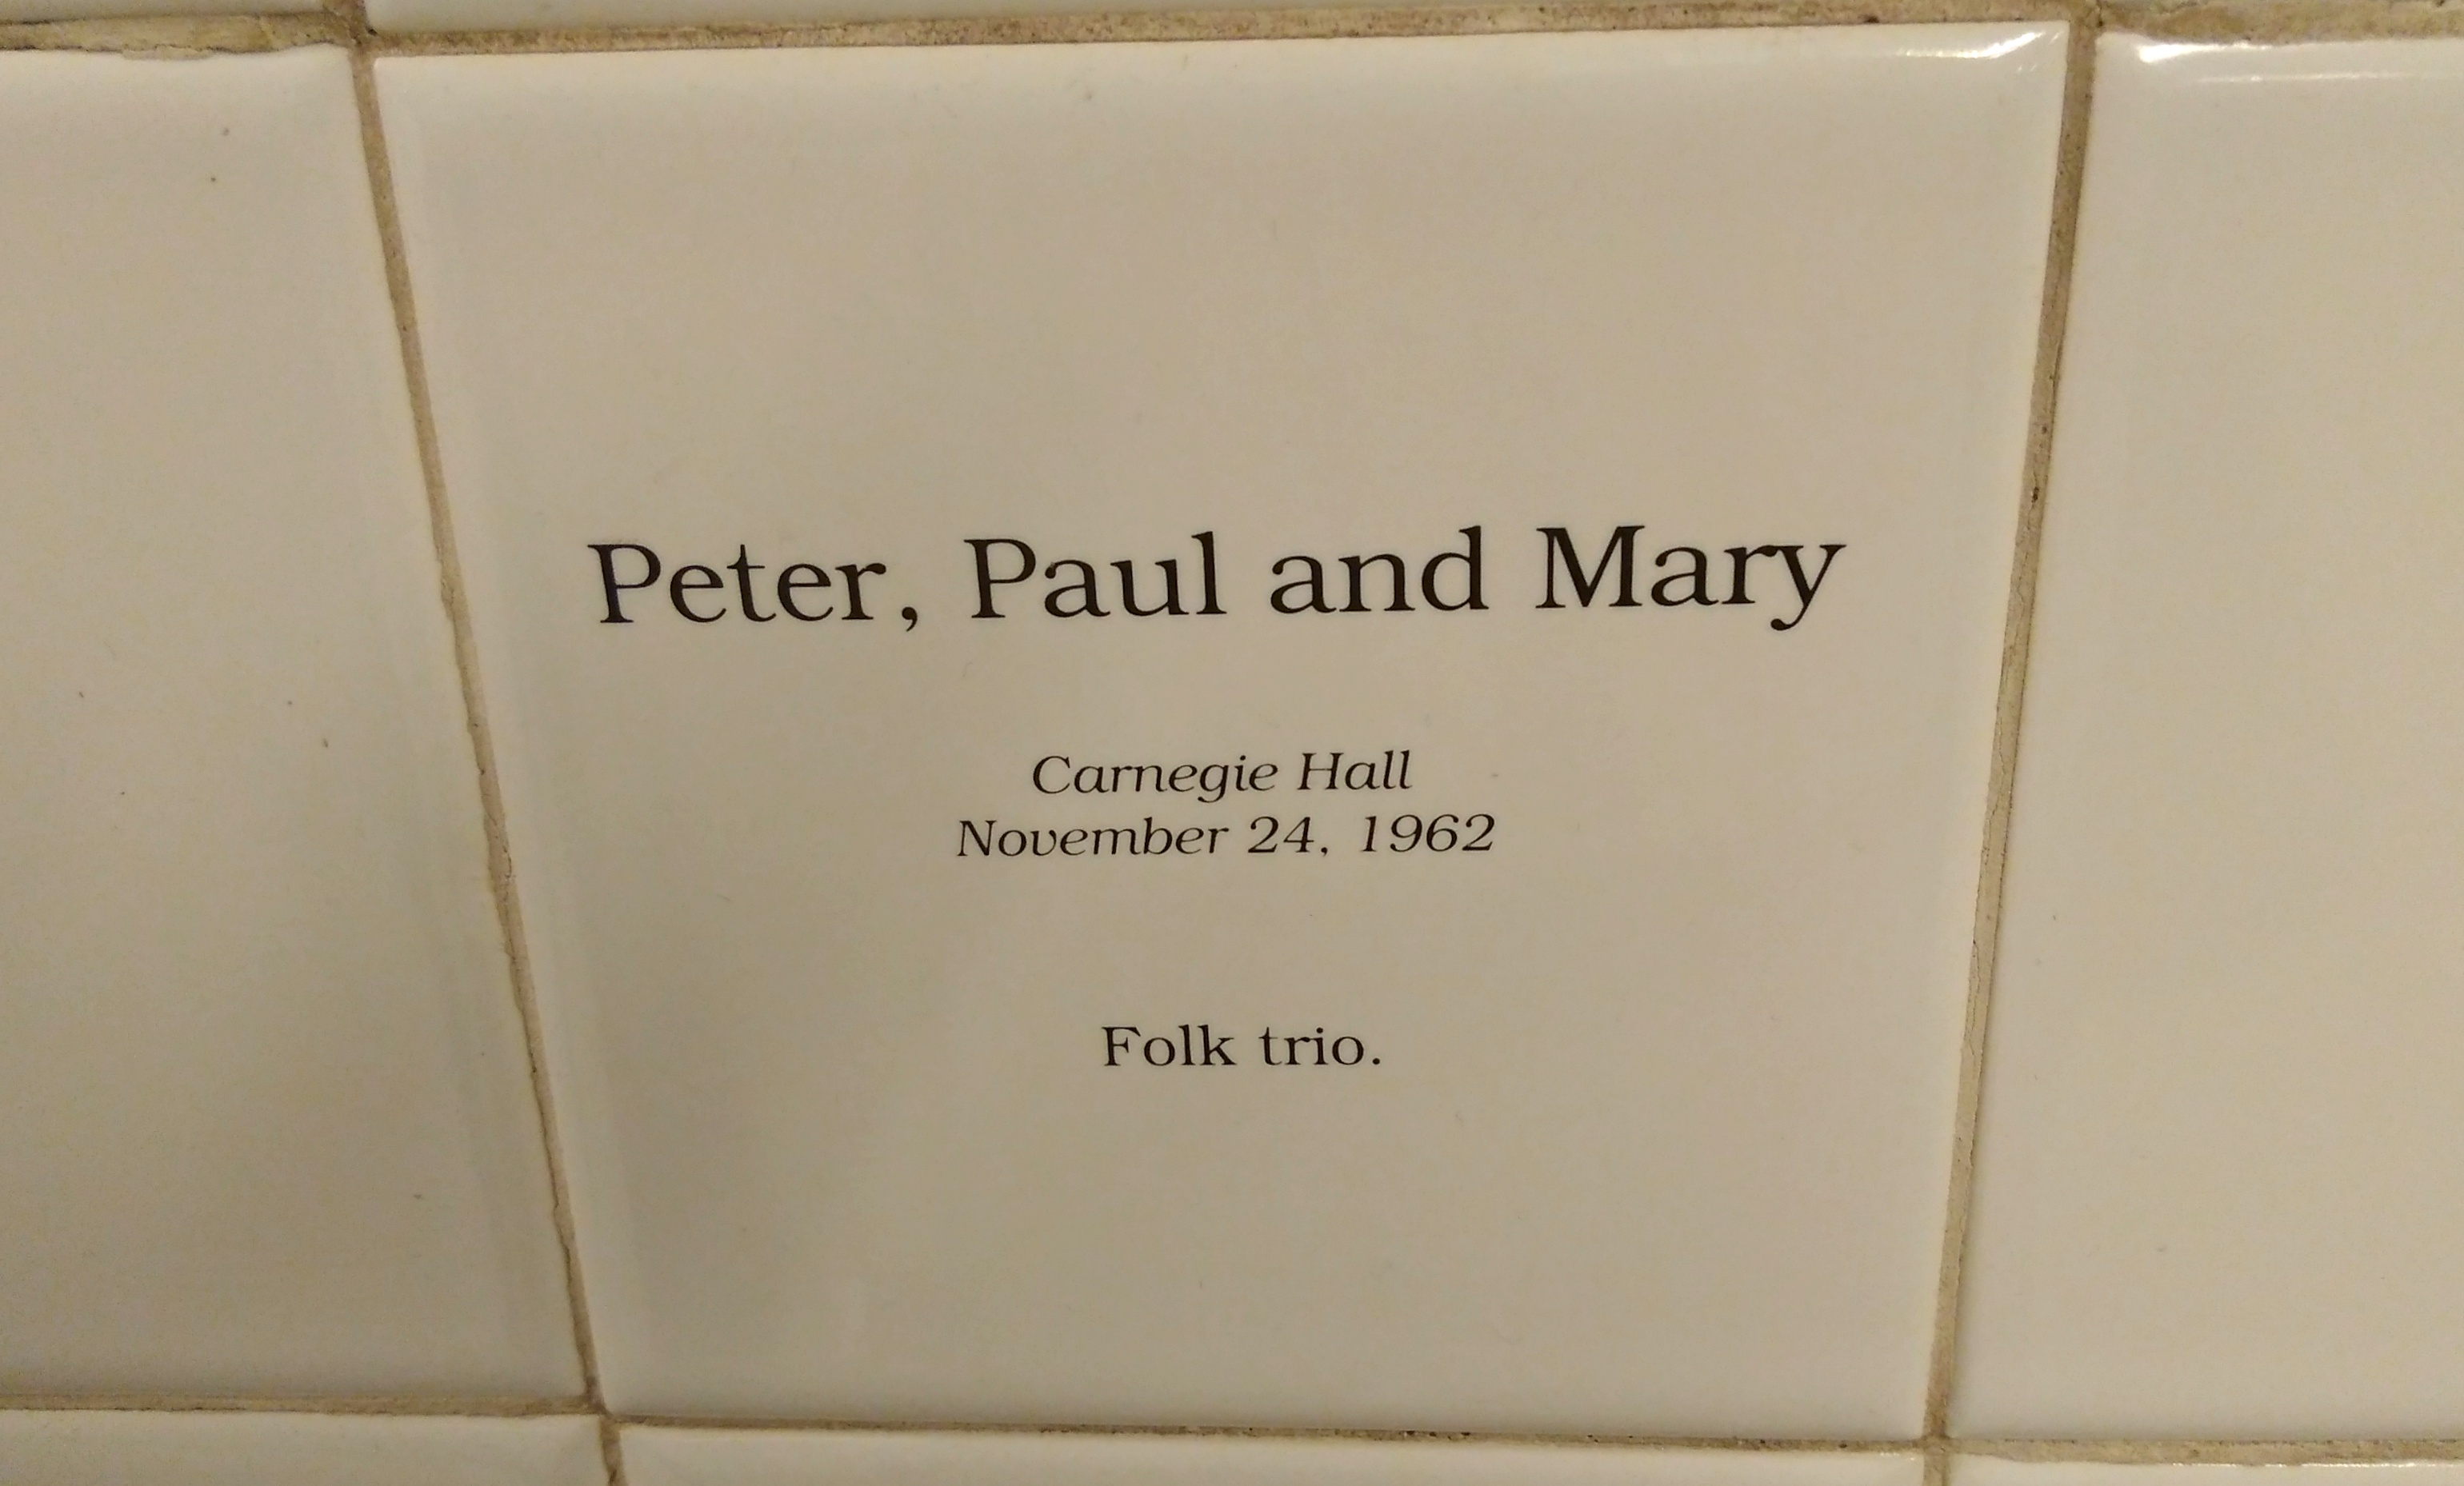 Peter, Paul and Mary
Carnegie Hall
November 24, 1962
Folk trio.